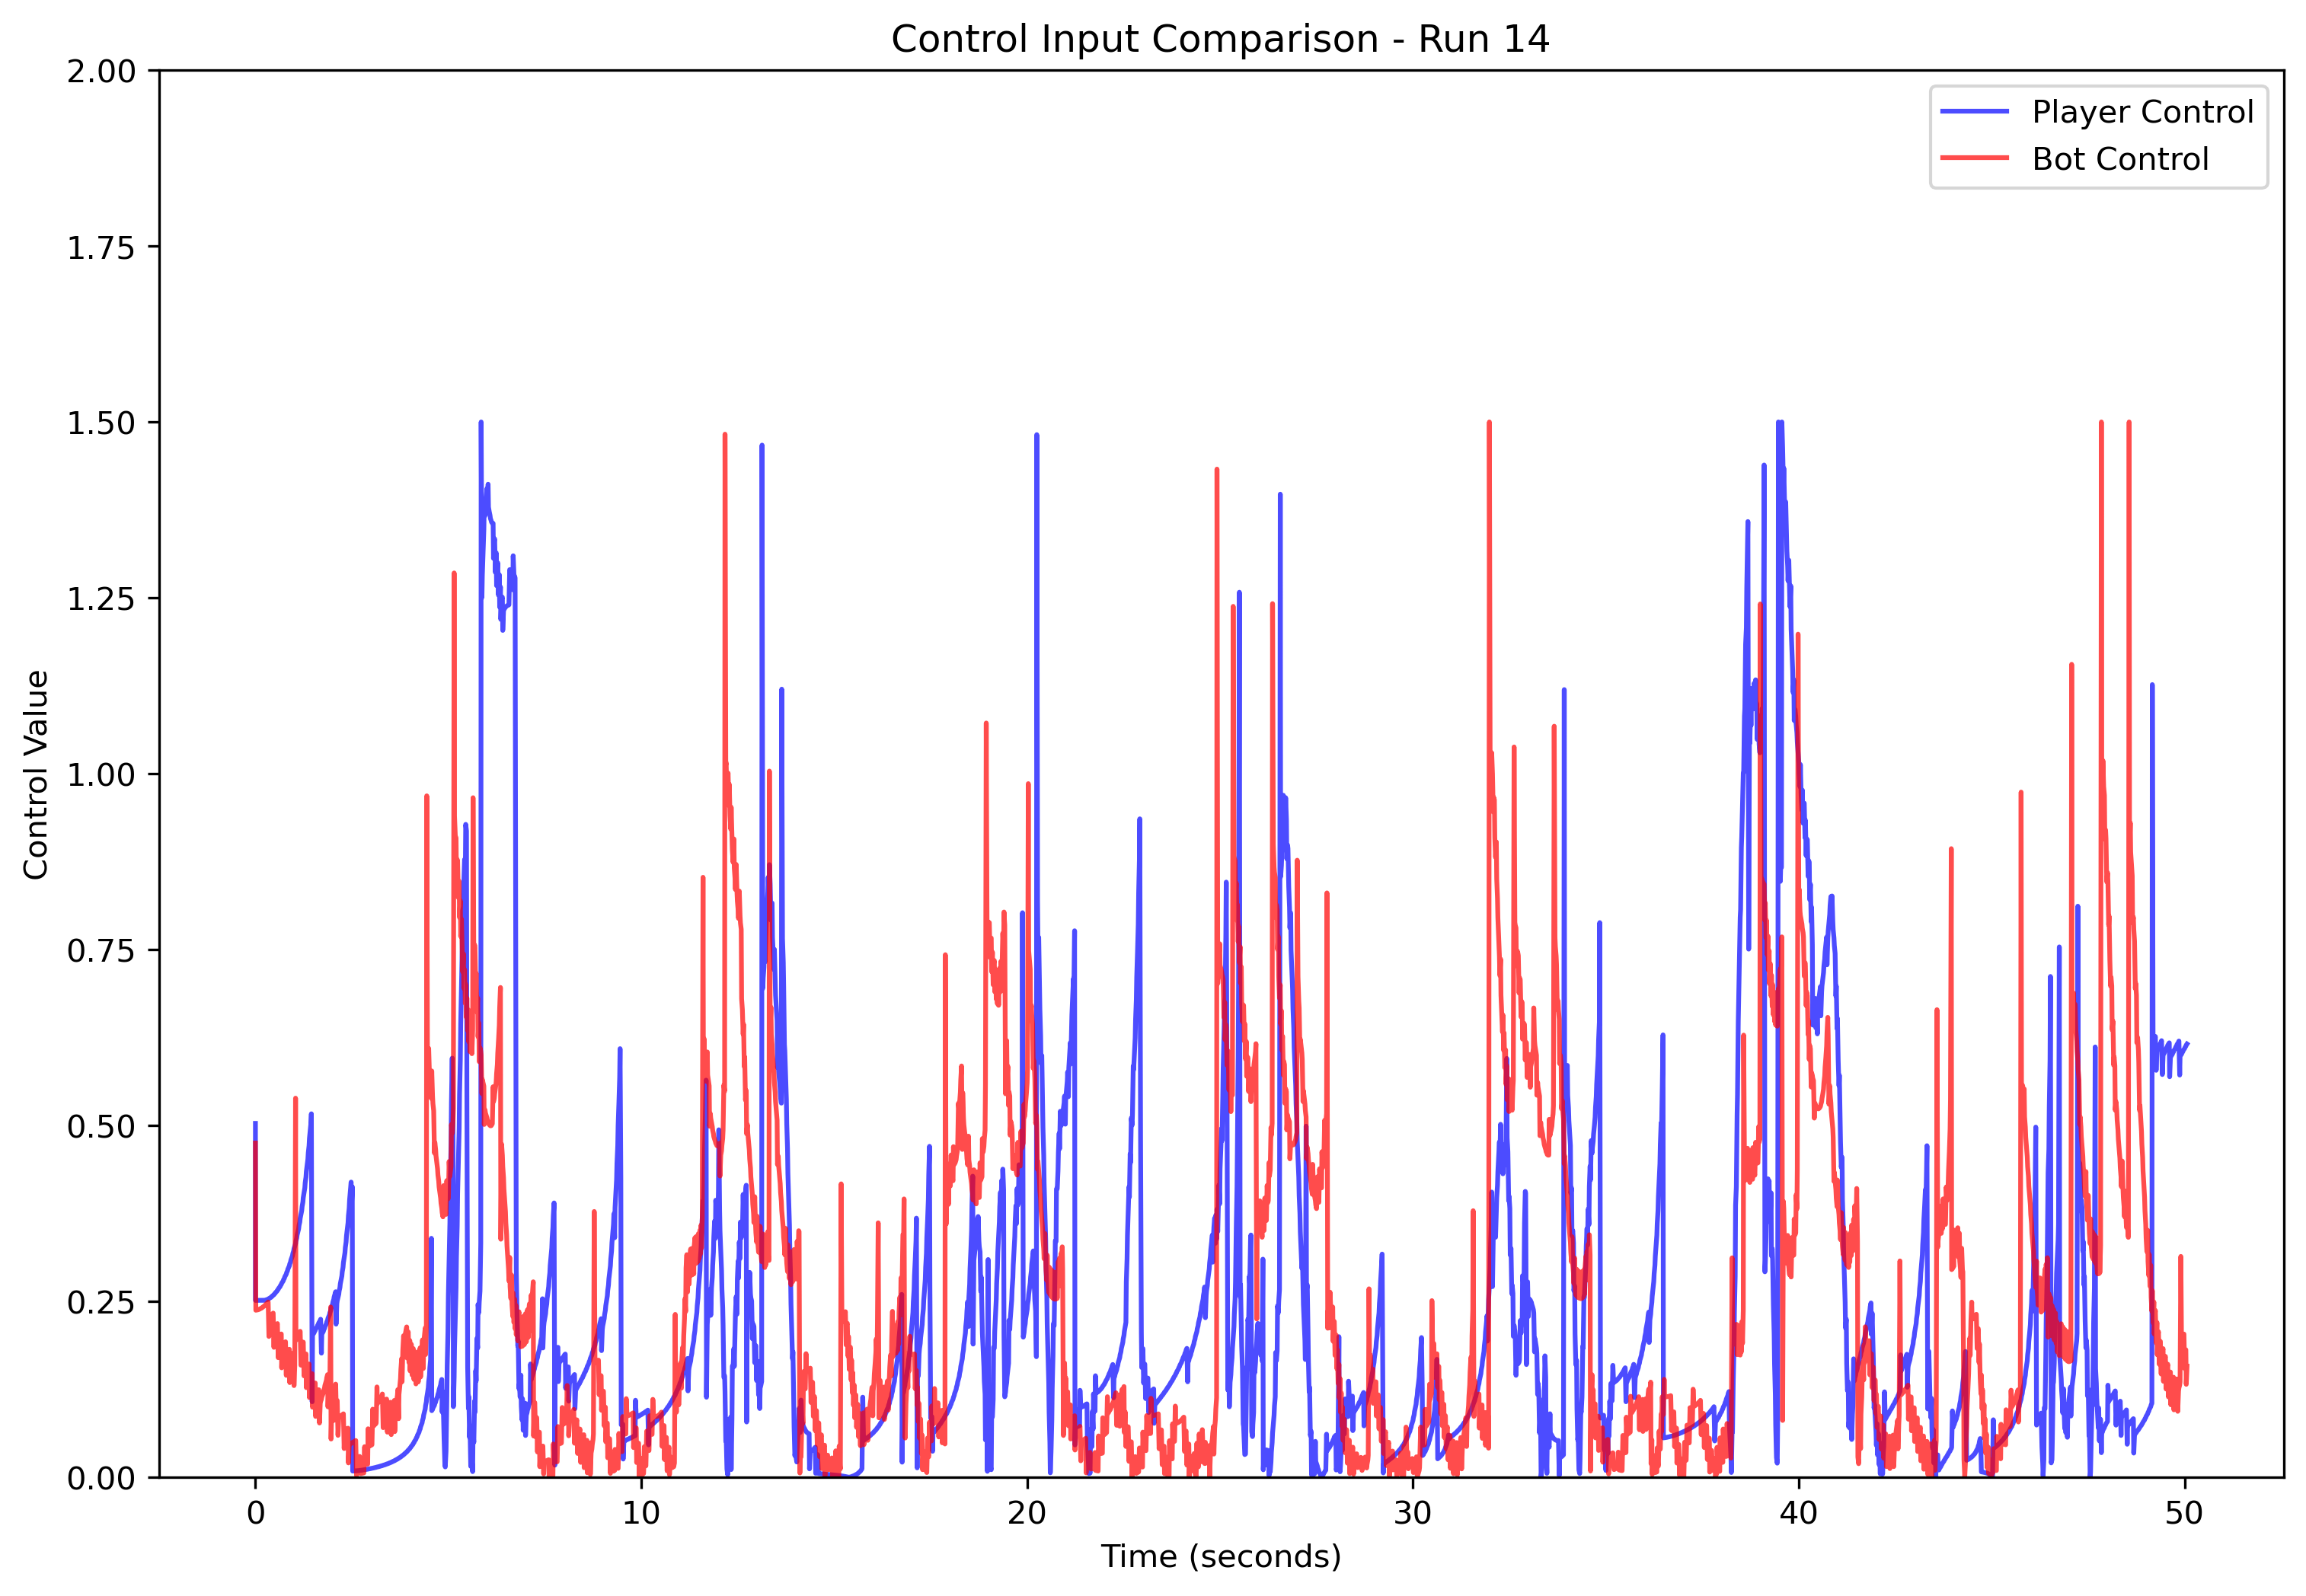 Control Input Comparison - Run 14
Player Control
Bot Control
Control Value
2.00
1.75
1.50
1.25
1.00
0.75
0.50
0.25
0.00
0 10 20 30 40 50
Time (seconds)